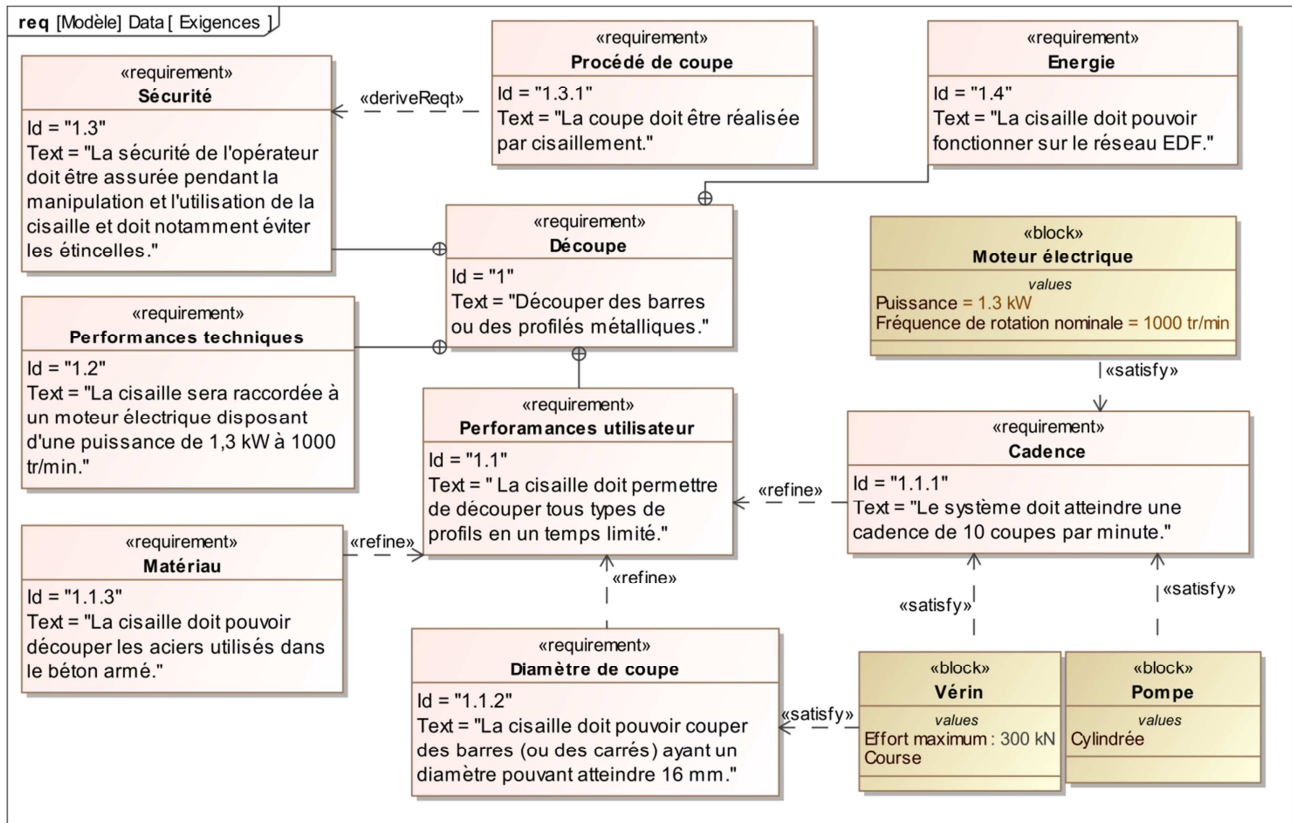 req [Modèle] Data [ Exigences ]
«requirement»
Sécurité
Id = "1.3"
Text = "La sécurité de l'opérateur
doit être assurée pendant la
manipulation et l'utilisation de la
cisaille et doit notamment éviter
les étincelles."
«deriveReqt»
«requirement»
Procédé de coupe
Id = "1.3.1"
Text = "La coupe doit être réalisée
par cisaillement."
«requirement»
Energie
Id = "1.4"
Text = "La cisaille doit pouvoir
fonctionner sur le réseau EDF."
«requirement»
Découpe
Id = "1"
Text = "Découper des barres
ou des profilés métalliques."
«block»
Moteur électrique
values
Puissance = 1.3 kW
Fréquence de rotation nominale = 1000 tr/min
«satisfy»
«requirement»
Performances techniques
Id = "1.2"
Text = "La cisaille sera raccordée à
un moteur électrique disposant
d'une puissance de 1,3 kW à 1000
tr/min."
«requirement»
Perforamances utilisateur
Id = "1.1"
Text = " La cisaille doit permettre
de découper tous types de
profils en un temps limité."
«refine»
«requirement»
Cadence
Id = "1.1.1"
Text = "Le système doit atteindre une
cadence de 10 coupes par minute."
«requirement»
Matériau
Id = "1.1.3"
Text = "La cisaille doit pouvoir
découper les aciers utilisés dans
le béton armé."
«refine»
«refine»
«satisfy»
«satisfy»
«requirement»
Diamètre de coupe
Id = "1.1.2"
Text = "La cisaille doit pouvoir couper
des barres (ou des carrés) ayant un
diamètre pouvant atteindre 16 mm."
«satisfy»
«block»
Vérin
values
Effort maximum : 300 kN
Course
«block»
Pompe
values
Cylindrée